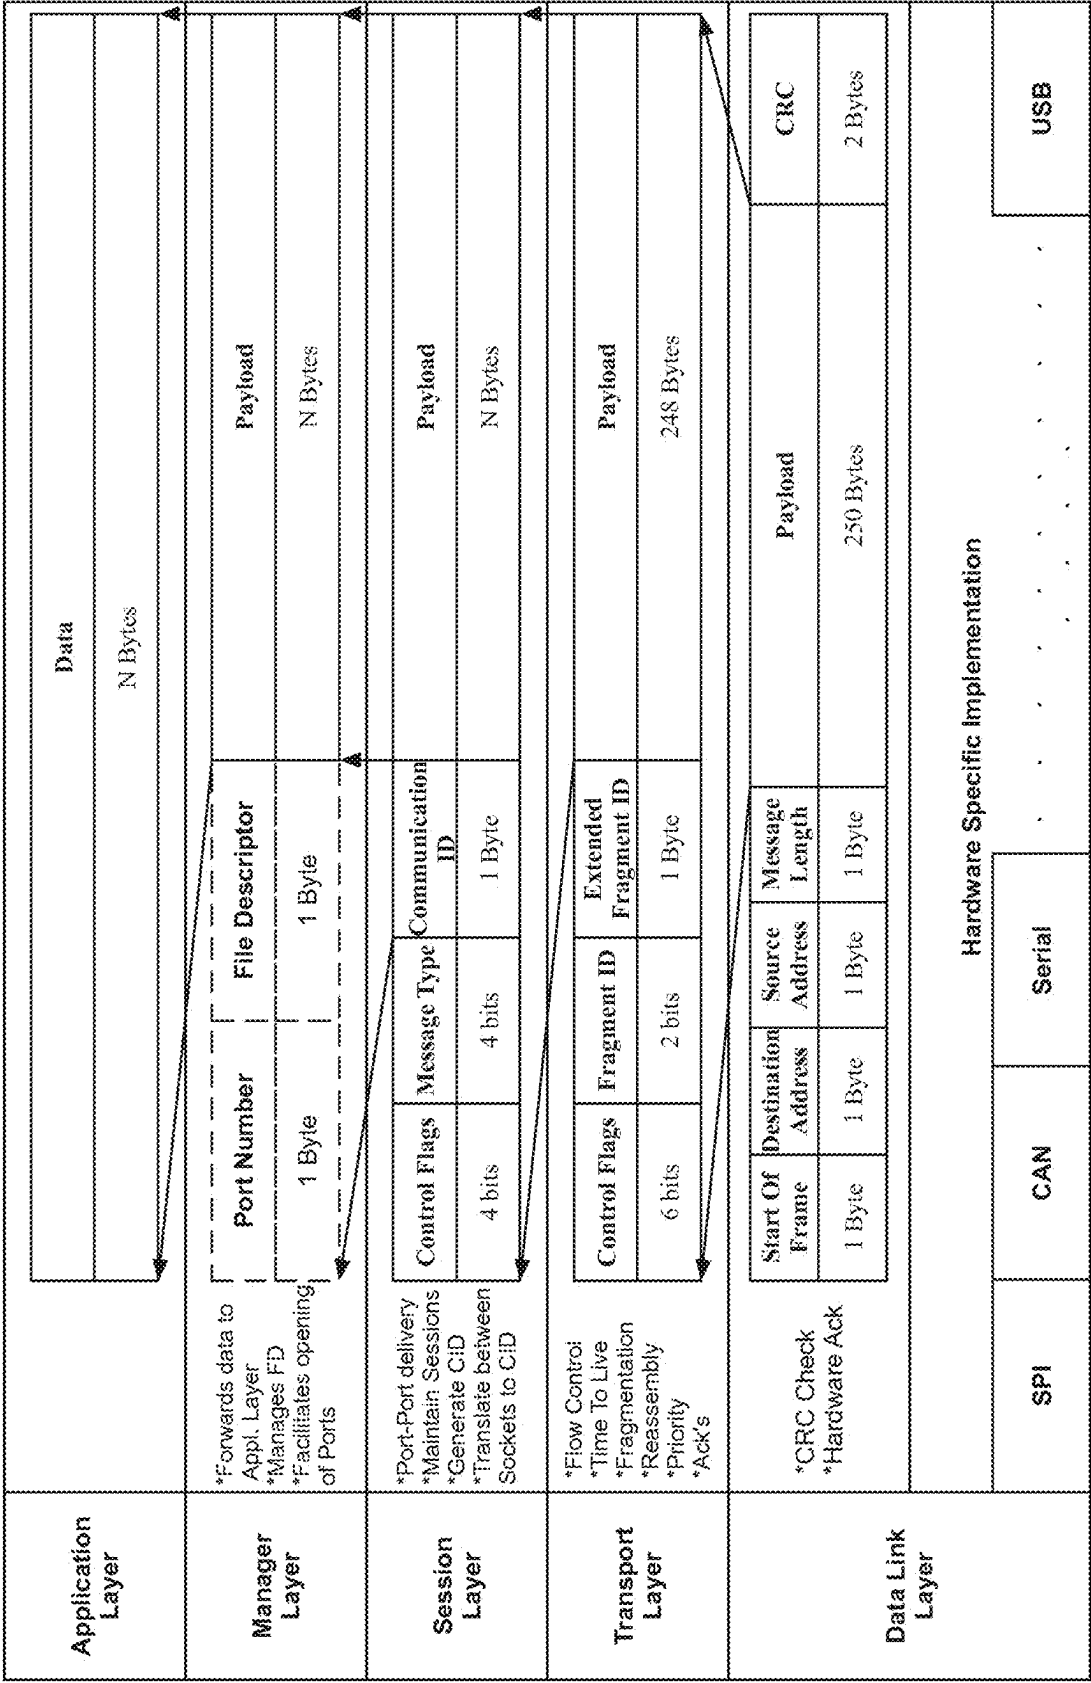 Application
Layer
Data
N Bytes
Manager
Layer
*Forwards data to
Appl. Layer
*Manages FD
*Facilitates opening
of Ports
Port Number
File Descriptor
Payload
1 Byte
1 Byte
N Bytes
Session
Layer
*Port-Port delivery
*Maintain Sessions
*Generate CID
*Translate between
Sockets to CID
Control Flags
Message Type
Communication
ID
Payload
4 bits
4 bits
1 Byte
N Bytes
Transport
Layer
*Flow Control
*Time To Live
*Fragmentation
*Reassembly
*Priority
*Ack's
Control Flags
Fragment ID
Extended
Fragment ID
Payload
6 bits
2 bits
1 Byte
248 Bytes
Data Link
Layer
*CRC Check
*Hardware Ack
Start Of
Frame
Destination
Address
Source
Address
Message
Length
Payload
CRC
1 Byte
1 Byte
1 Byte
1 Byte
250 Bytes
2 Bytes
Hardware Specific Implementation
SPI
CAN
Serial
USB